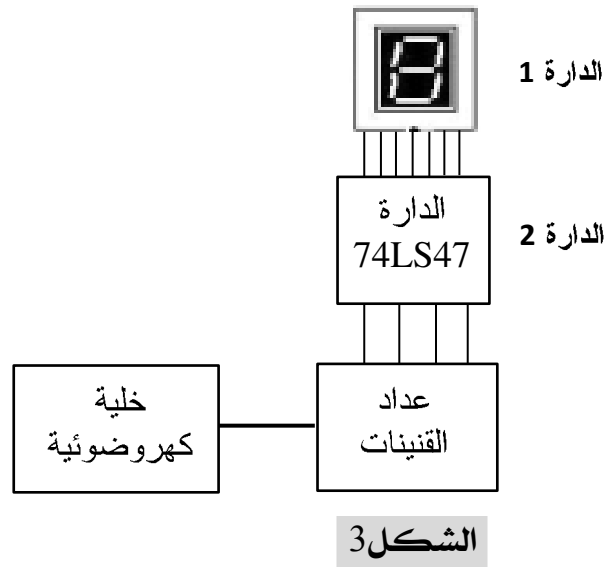 الدارة 1
الدارة
74LS47
الدارة 2
خلية
كهروضوئية
عداد
القنينات
الشكل3